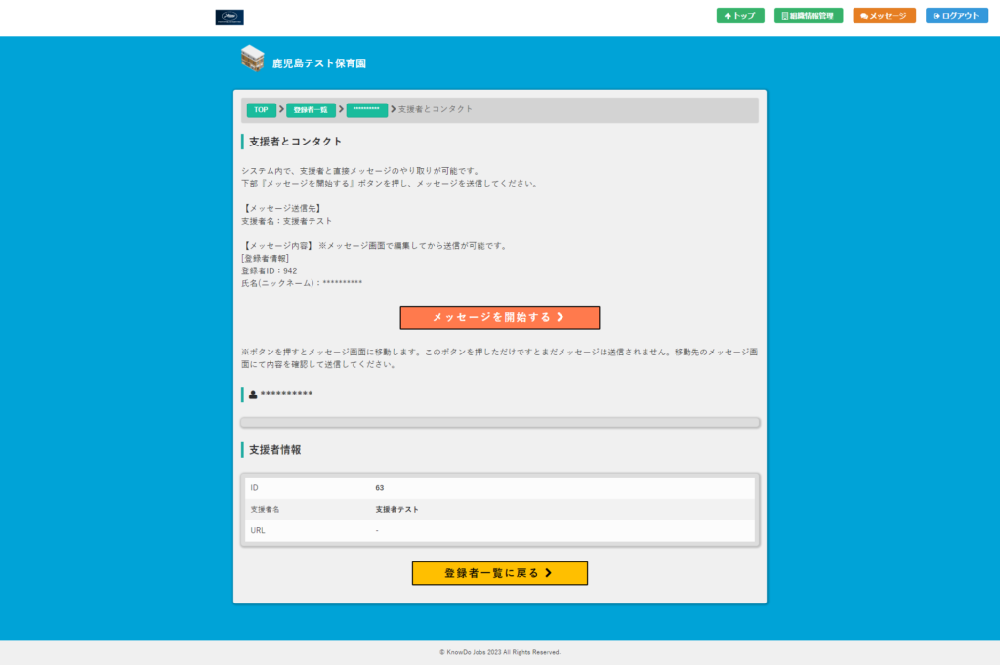 トップ
組織情報管理
メッセージ
ログアウト
鹿児島テスト保育園
TOP
登録者一覧
**********
支援者とコンタクト
支援者とコンタクト
システム内で、支援者と直接メッセージのやり取りが可能です。
下部『メッセージを開始する』ボタンを押し、メッセージを送信してください。
【メッセージ送信先】
支援者名：支援者テスト
【メッセージ内容】 ※メッセージ画面で編集してから送信が可能です。
[登録者情報]
登録者ID：942
氏名(ニックネーム)：**********
メッセージを開始する
※ボタンを押すとメッセージ画面に移動します。このボタンを押しただけですとまだメッセージは送信されません。移動先のメッセージ画
面にて内容を確認して送信してください。
**********
支援者情報
ID 63
支援者名 支援者テスト
URL -
登録者一覧に戻る
© KnowDo Jobs 2023 All Rights Reserved.